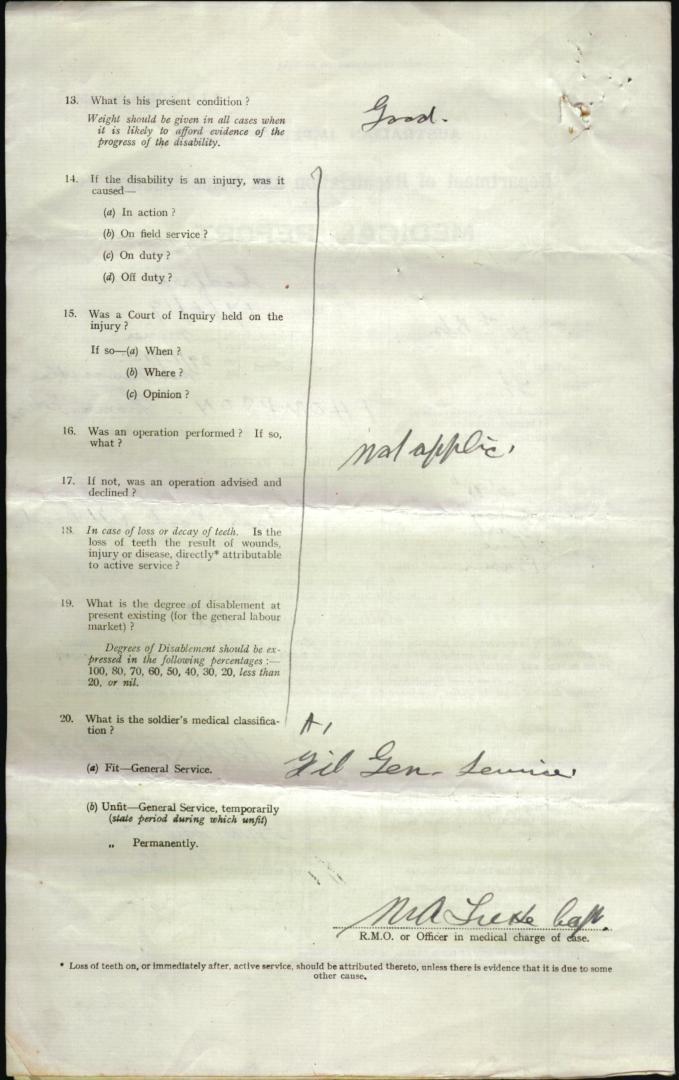 13. What is his present condition ?
Good.
Weight should be given in all cases when
it is likely to afford evidence of the
progress of the disability.
14. If the disability is an injury, was it
caused—
(a) In action ?
(b) On field service ?
(c) On duty ?
(d) Off duty ?
15. Was a Court of Inquiry held on the
injury ?
If so—(a) When ?
(b) Where ?
(c) Opinion ?
16. Was an operation performed ? If so,
what ?
Not applic.
17. If not, was an operation advised and
declined ?
18. In case of loss or decay of teeth. Is the
loss of teeth the result of wounds,
injury or disease, directly* attributable
to active service ?
19. What is the degree of disablement at
present existing (for the general labour
market) ?
Degrees of Disablement should be ex-
pressed in the following percentages :—
100, 80, 70, 60, 50, 40, 30, 20, less than
20, or nil.
20. What is the soldier's medical classifica-
tion ?
A1
(a) Fit—General Service.
Fit Gen. Service
(b) Unfit—General Service, temporarily
(state period during which unfit)
„ Permanently.
Capt.
R.M.O. or Officer in medical charge of case.
* Loss of teeth on, or immediately after, active service, should be attributed thereto, unless there is evidence that it is due to some
other cause.